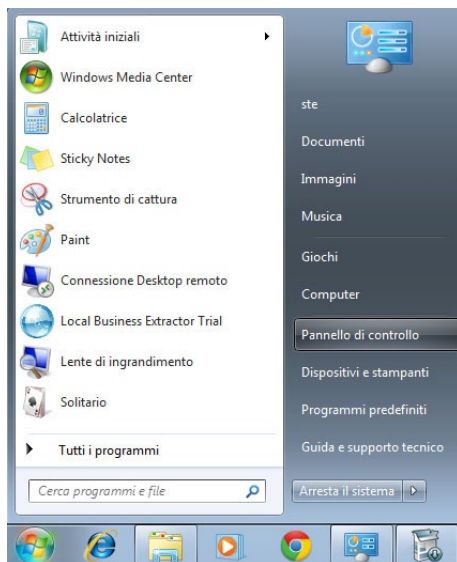 Attività iniziali
Windows Media Center
Calcolatrice
Sticky Notes
Strumento di cattura
Paint
Connessione Desktop remoto
Local Business Extractor Trial
Lente di ingrandimento
Solitario
Tutti i programmi
Cerca programmi e file
ste
Documenti
Immagini
Musica
Giochi
Computer
Pannello di controllo
Dispositivi e stampanti
Programmi predefiniti
Guida e supporto tecnico
Arresta il sistema